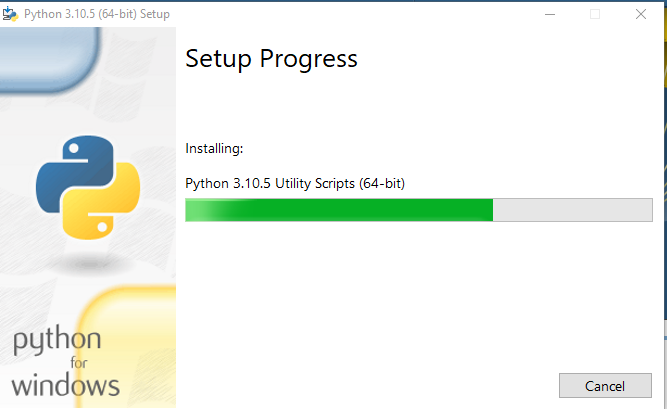 Python 3.10.5 (64-bit) Setup
Setup Progress
Installing:
Python 3.10.5 Utility Scripts (64-bit)
python
for
windows
Cancel